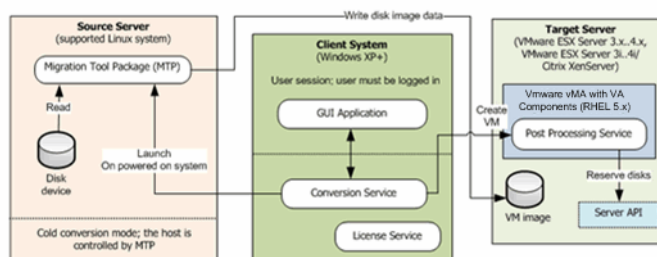 Source Server
(supported Linux system)
Migration Tool Package (MTP)
Read
Disk
device
Launch
On powered on system
Cold conversion mode; the host is
controlled by MTP
Write disk image data
Client System
(Windows XP+)
User session; user must be logged in
GUI Application
Conversion Service
License Service
Create
VM
Target Server
(VMware ESX Server 3.x..4.x,
VMware ESX Server 3i..4i/
Citrix XenServer)
Vmware vMA with VA
Components (RHEL 5.x)
Post Processing Service
Reserve disks
VM image
Server API